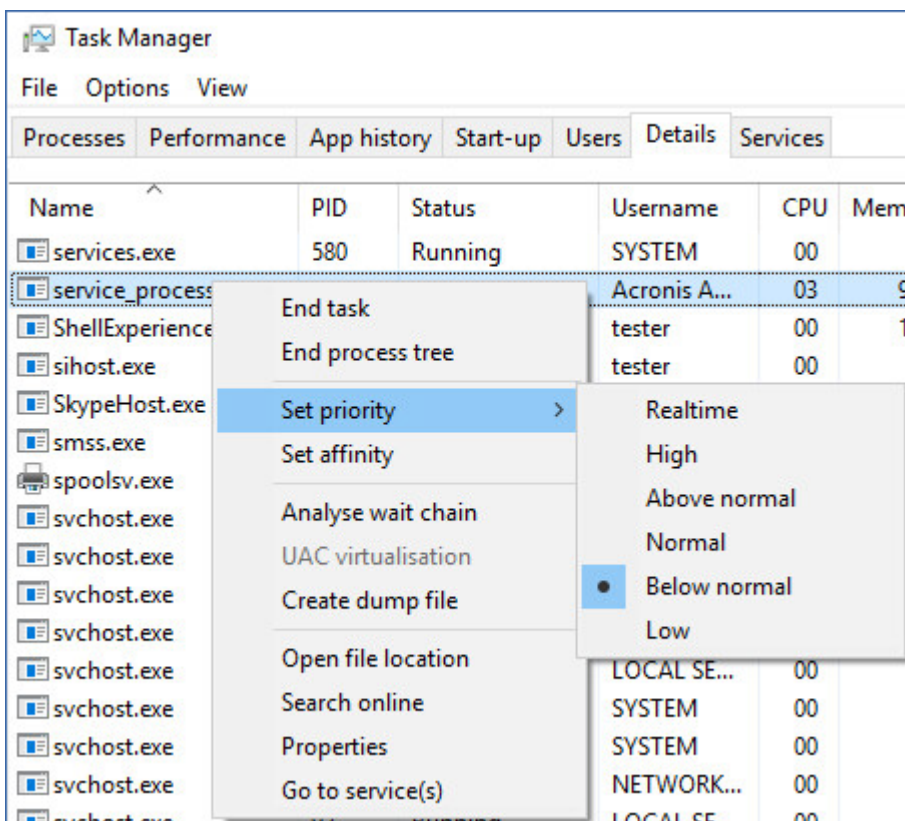 Task Manager
File Options View
Processes Performance App history Start-up Users Details Services
Name PID Status Username CPU Mem
services.exe 580 Running SYSTEM 00
service_process Acronis A... 03 9
End task
ShellExperience tester 00 1
End process tree
sihost.exe tester 00
SkypeHost.exe Set priority > Realtime
smss.exe Set affinity High
spoolsv.exe Above normal
svchost.exe Analyse wait chain Normal
svchost.exe UAC virtualisation
svchost.exe Create dump file Below normal
svchost.exe Low
svchost.exe Open file location LOCAL SE... 00
svchost.exe Search online SYSTEM 00
svchost.exe Properties SYSTEM 00
svchost.exe Go to service(s) NETWORK... 00